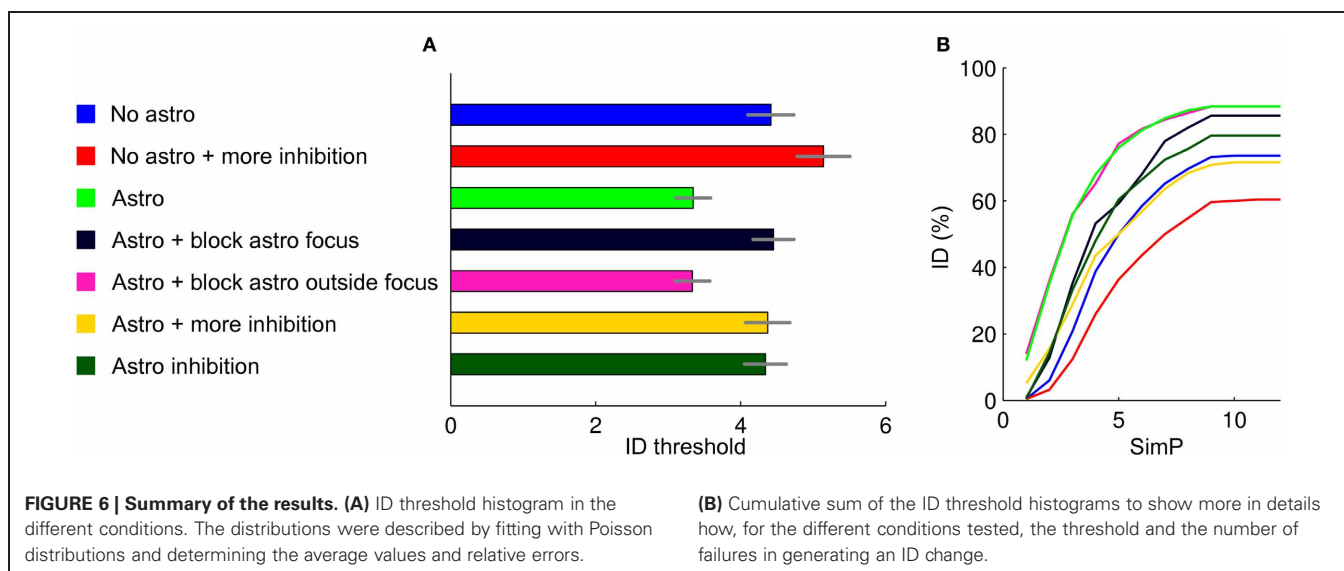 A
No astro
No astro + more inhibition
Astro
Astro + block astro focus
Astro + block astro outside focus
Astro + more inhibition
Astro inhibition
0 2 4 6
ID threshold
B
100
80
60
40
20
0
ID (%)
0 5 10
SimP
FIGURE 6 | Summary of the results. (A) ID threshold histogram in the
different conditions. The distributions were described by fitting with Poisson
distributions and determining the average values and relative errors.
(B) Cumulative sum of the ID threshold histograms to show more in details
how, for the different conditions tested, the threshold and the number of
failures in generating an ID change.